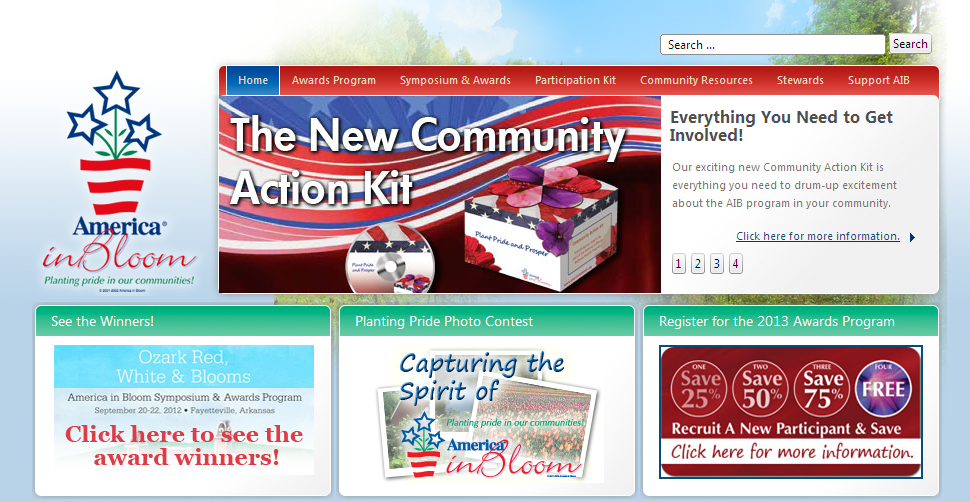 Search ... Search
Home Awards Program Symposium & Awards Participation Kit Community Resources Stewards Support AIB
America®
in Bloom
Planting pride in our communities!
The New Community
Action Kit
Plant Pride and Prosper
Plant Pride and Prosper
Everything You Need to Get
Involved!
Our exciting new Community Action Kit is
everything you need to drum-up excitement
about the AIB program in your community.
Click here for more information.
1 2 3 4
See the Winners!
Ozark Red,
White & Blooms
America in Bloom Symposium & Awards Program
September 20-22, 2012 • Fayetteville, Arkansas
Click here to see the
award winners!
Planting Pride Photo Contest
Capturing the
Spirit of
Planting pride in our communities!
America
in Bloom
Register for the 2013 Awards Program
ONE TWO THREE FOUR
Save Save Save FREE
25% 50% 75%
Recruit A New Participant & Save
Click here for more information.